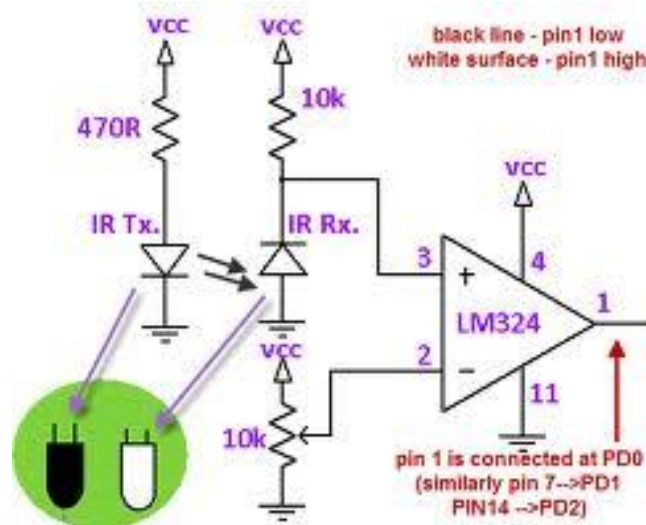 vcc
vcc
black line - pin1 low
white surface - pin1 high
470R
10k
IR Tx.
IR Rx.
vcc
3
+
4
LM324
1
2
−
11
vcc
10k
pin 1 is connected at PD0
(similarly pin 7-->PD1
PIN14 -->PD2)